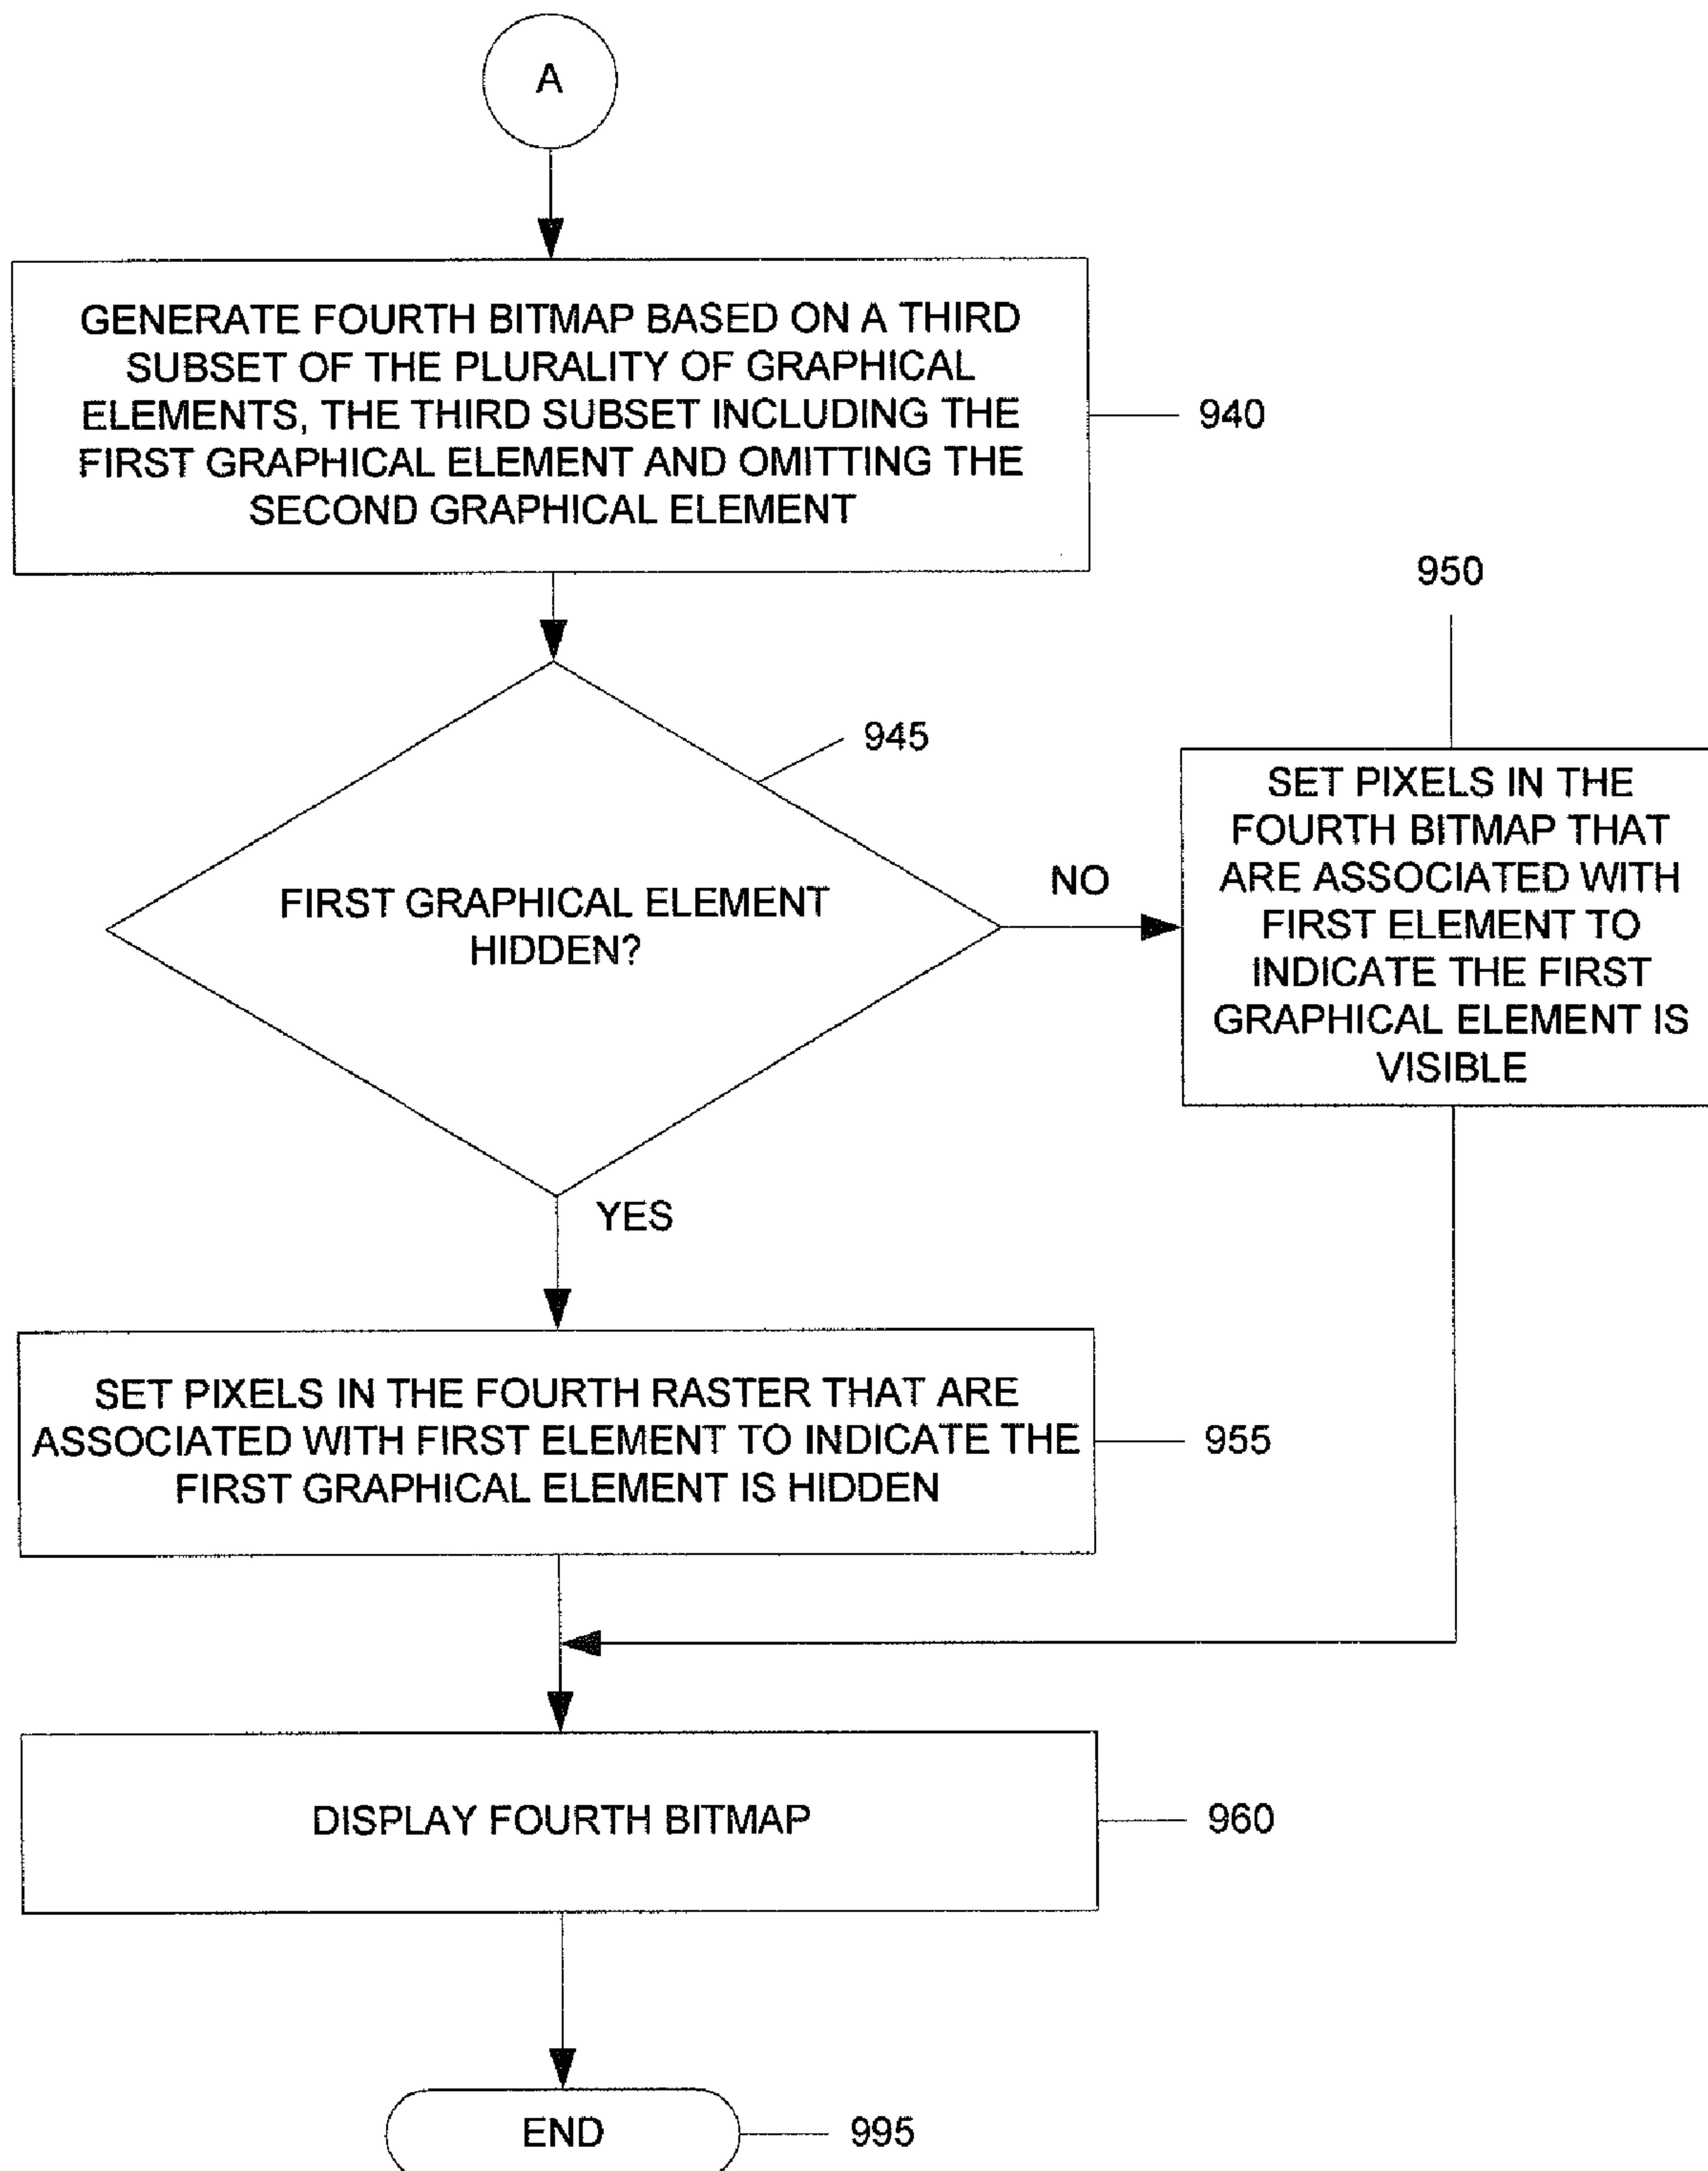 A
GENERATE FOURTH BITMAP BASED ON A THIRD
SUBSET OF THE PLURALITY OF GRAPHICAL
ELEMENTS, THE THIRD SUBSET INCLUDING THE
FIRST GRAPHICAL ELEMENT AND OMITTING THE
SECOND GRAPHICAL ELEMENT
940
945
FIRST GRAPHICAL ELEMENT
HIDDEN?
NO
950
SET PIXELS IN THE
FOURTH BITMAP THAT
ARE ASSOCIATED WITH
FIRST ELEMENT TO
INDICATE THE FIRST
GRAPHICAL ELEMENT IS
VISIBLE
YES
SET PIXELS IN THE FOURTH RASTER THAT ARE
ASSOCIATED WITH FIRST ELEMENT TO INDICATE THE
FIRST GRAPHICAL ELEMENT IS HIDDEN
955
DISPLAY FOURTH BITMAP
960
END
995